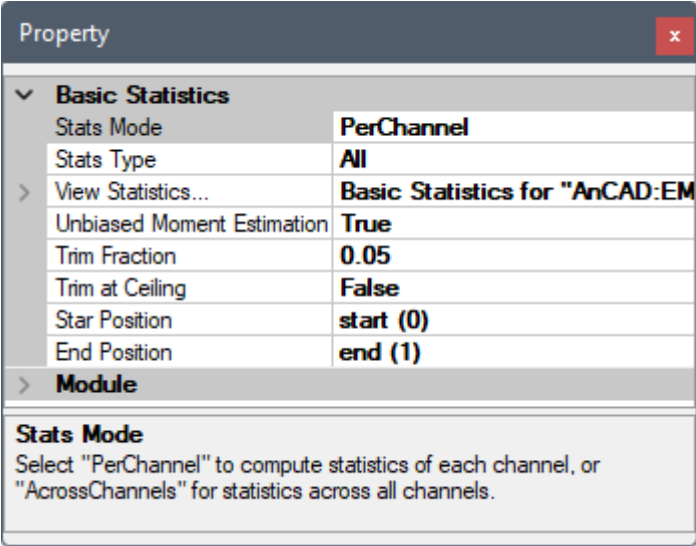 Property
x
Basic Statistics
Stats Mode PerChannel
Stats Type All
View Statistics... Basic Statistics for "AnCAD:EM
Unbiased Moment Estimation True
Trim Fraction 0.05
Trim at Ceiling False
Star Position start (0)
End Position end (1)
Module
Stats Mode
Select "PerChannel" to compute statistics of each channel, or
"AcrossChannels" for statistics across all channels.